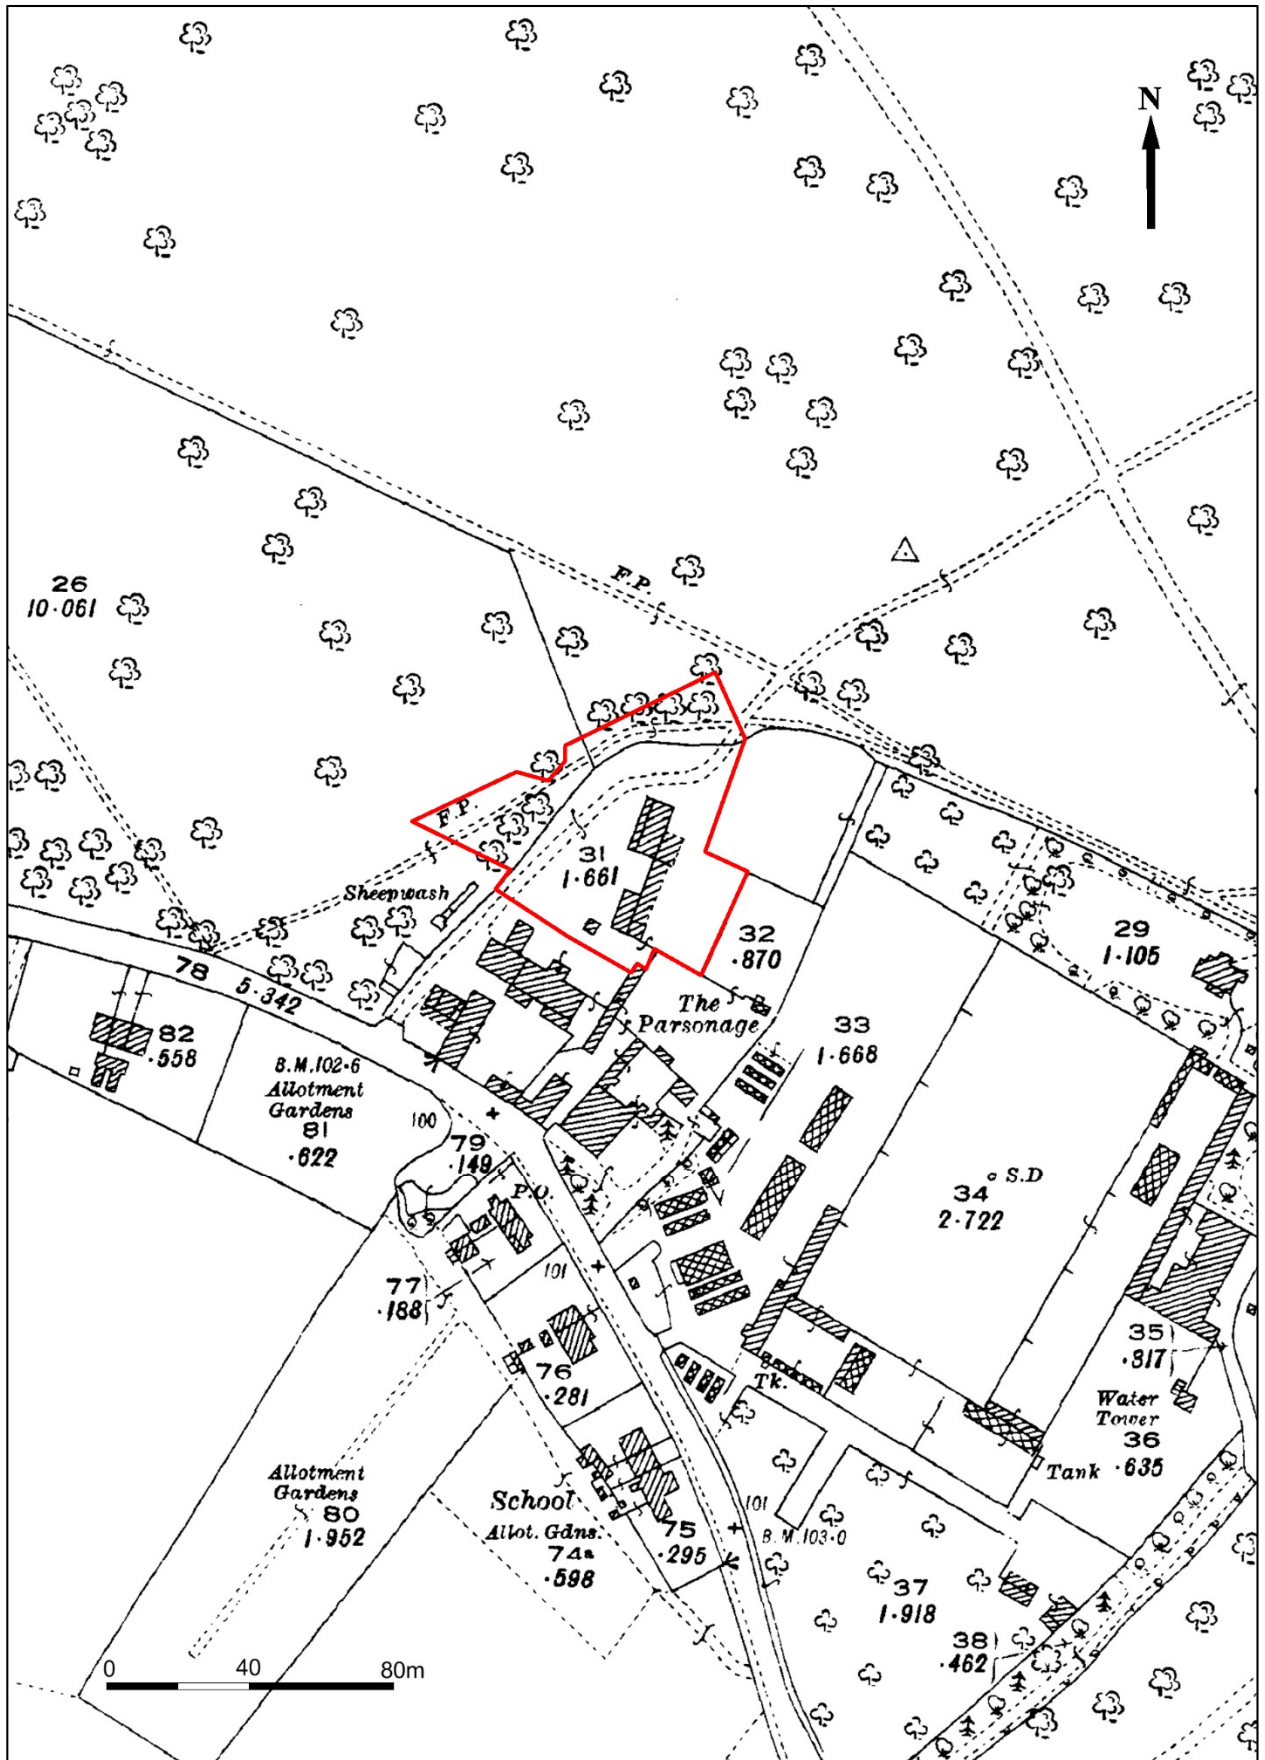 N
F.P.
26
10·061
F.P.
31
1·661
Sheepwash
32
·870
29
1·105
78
5·342
The
Parsonage
33
1·668
82
·558
B.M.102·6
Allotment
Gardens
81
·622
100
79
·149
P.O.
34
S.D
2·722
101
77
·188
35
·817
76
·281
Tk.
Water
Tower
36
·635
Tank
Allotment
Gardens
80
1·952
School
Allot. Gdns.
74a
·598
75
·295
101
B.M.103·0
37
1·918
38
·462
0 40 80m